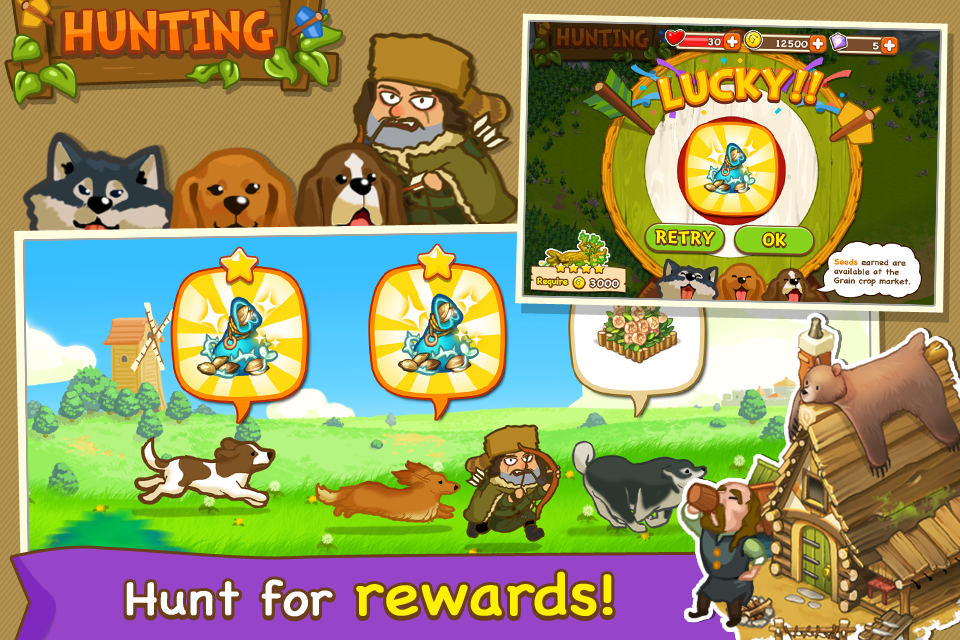 HUNTING
HUNTING
30
12500
5
LUCKY!!
RETRY
OK
Require 3000
Seeds earned are
available at the
Grain crop market.
Hunt for rewards!